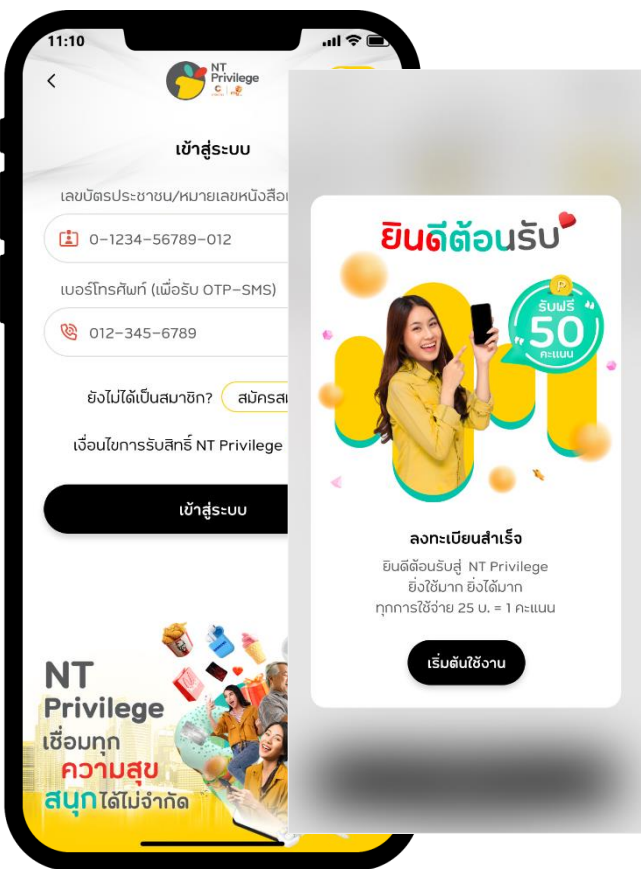 11:10
NT
Privilege
เข้าสู่ระบบ
เลขบัตรประชาชน/หมายเลขหนังสือ
0-1234-56789-012
เบอร์โทรศัพท์ (เพื่อรับ OTP-SMS)
012-345-6789
ยังไม่ได้เป็นสมาชิก? สมัครส
เงื่อนไขการรับสิทธิ์ NT Privilege
เข้าสู่ระบบ
NT
Privilege
เชื่อมทุก
ความสุข
สนุกได้ไม่จำกัด
ยินดีต้อนรับ
รับฟรี
"50"
คะแนน
ลงทะเบียนสำเร็จ
ยินดีต้อนรับสู่ NT Privilege
ยิ่งใช้มาก ยิ่งได้มาก
ทุกการใช้จ่าย 25 บ. = 1 คะแนน
เริ่มต้นใช้งาน